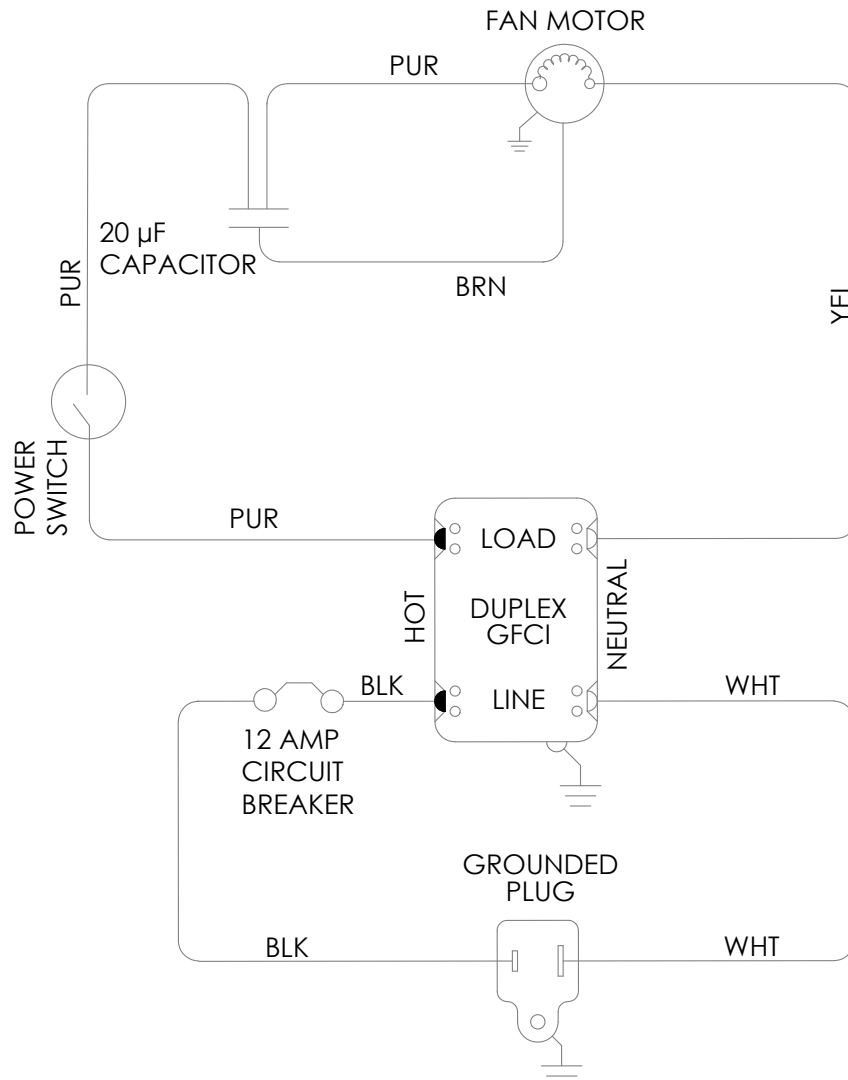 FAN MOTOR
PUR
20 µF
CAPACITOR
PUR
BRN
POWER
SWITCH
PUR
LOAD
HOT
DUPLEX
GFCI
NEUTRAL
BLK
LINE
WHT
12 AMP
CIRCUIT
BREAKER
GROUNDED
PLUG
BLK
WHT